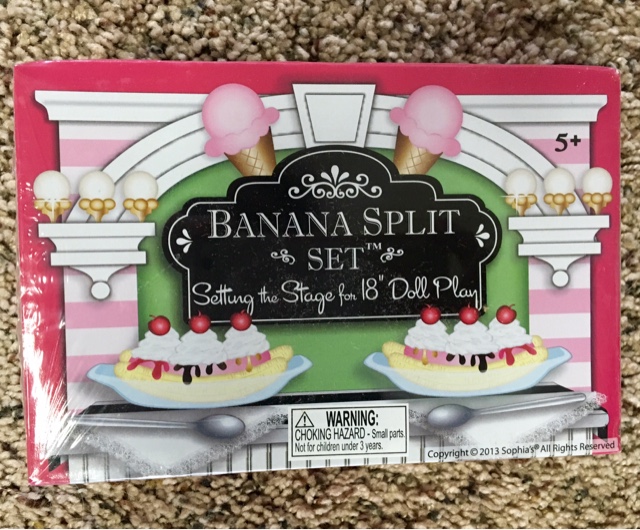 5+
BANANA SPLIT
SET™
Setting the Stage for 18" Doll Play
WARNING:
CHOKING HAZARD - Small parts.
Not for children under 3 years.
Copyright © 2013 Sophia's® All Rights Reserved